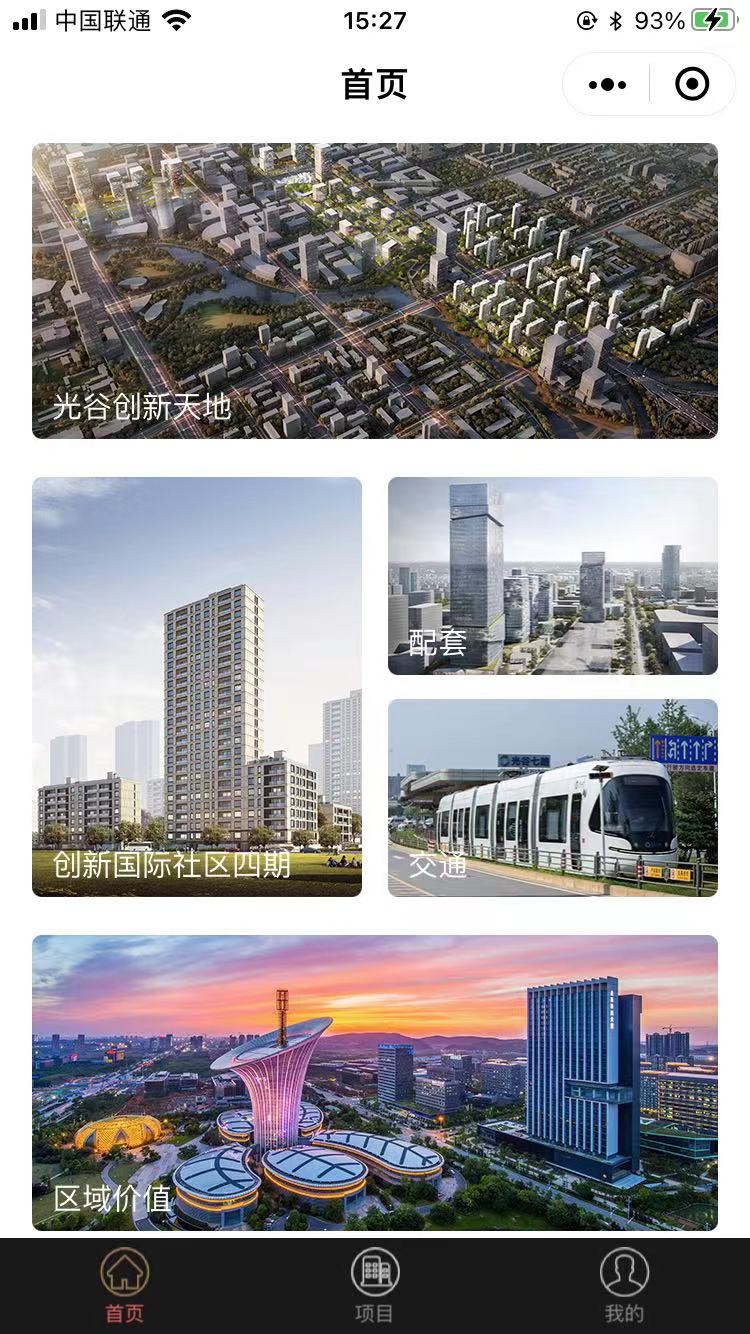 中国联通
15:27
93%
首页
光谷创新天地
配套
光谷七路
创新国际社区四期
交通
区域价值
首页
项目
我的